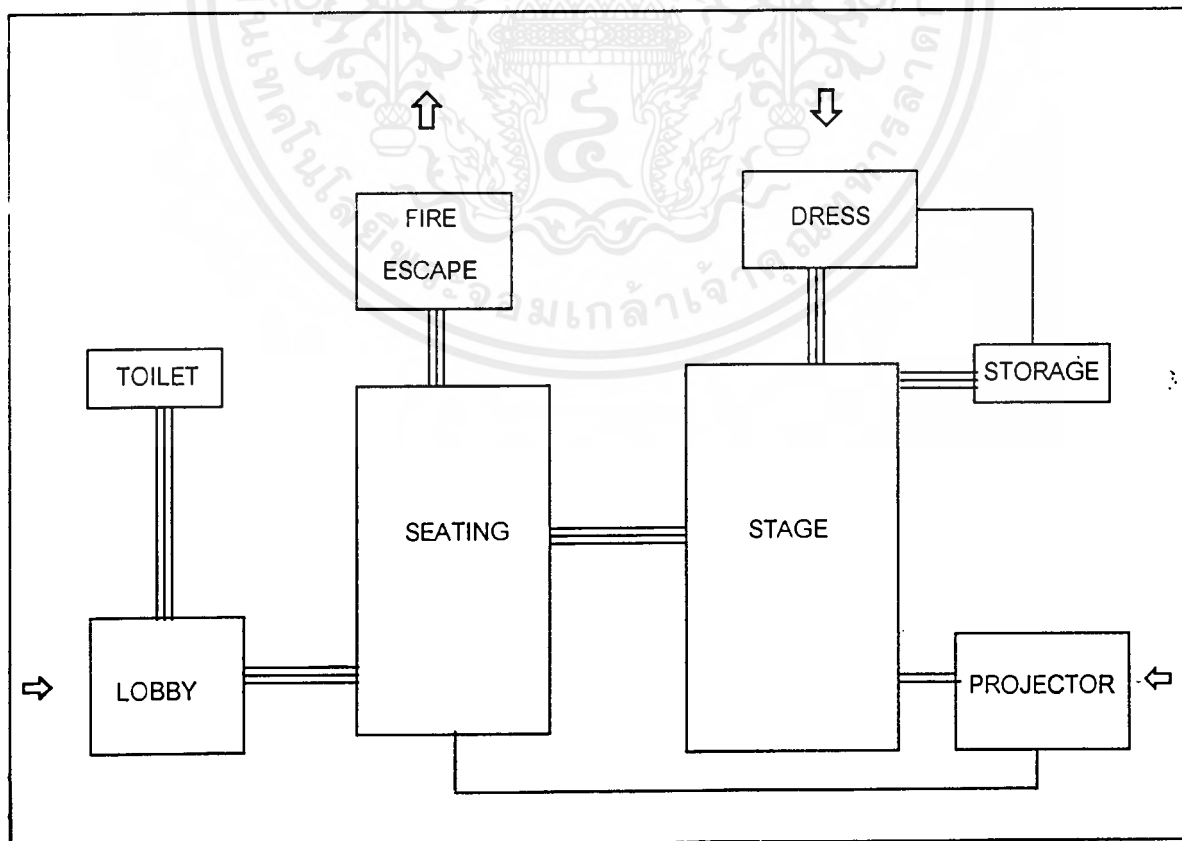 FIRE
ESCAPE
DRESS
TOILET
STORAGE
SEATING
STAGE
LOBBY
PROJECTOR